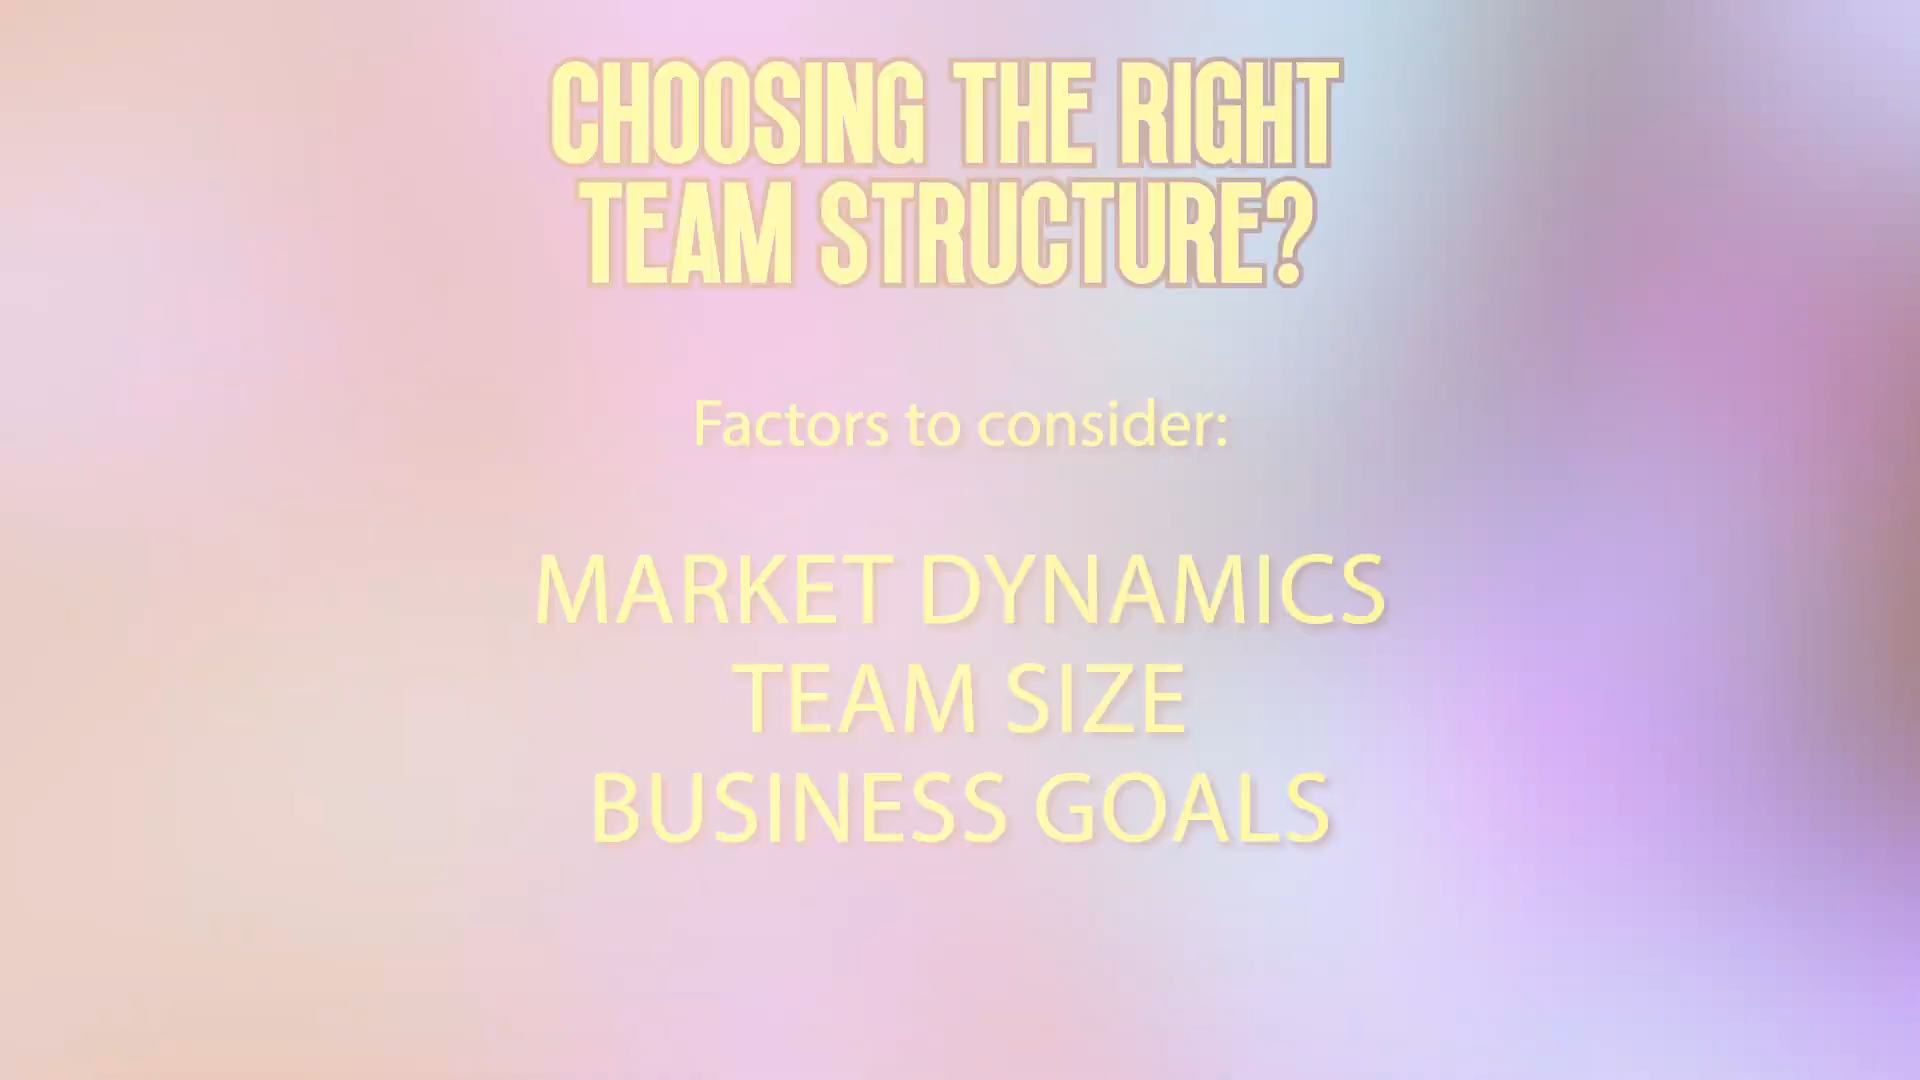 CHOOSING THE RIGHT
TEAM STRUCTURE?
Factors to consider:
MARKET DYNAMICS
TEAM SIZE
BUSINESS GOALS